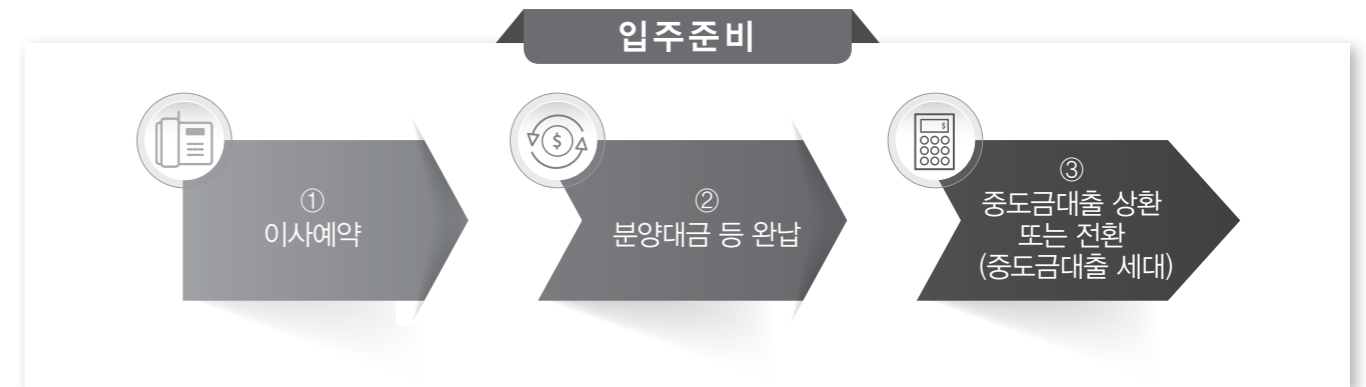 입주준비
①
이사예약
②
분양대금 등 완납
③
중도금대출 상환
또는 전환
(중도금대출 세대)
$
$